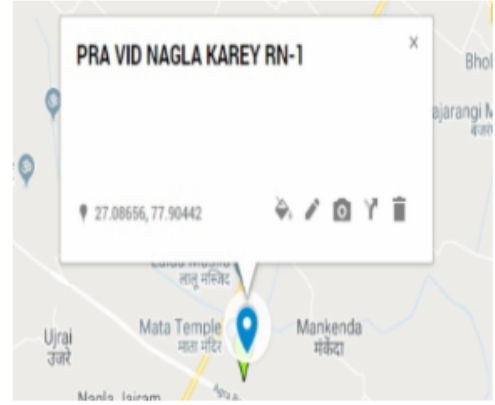 PRA VID NAGLA KAREY RN-1
×
Bhol
ajarangi M
27.08656, 77.90442
लालू मस्जिद
Mata Temple
माता मंदिर
Mankenda
मंकेंदा
Ujrai
उजरे
Nagla Jairam
Agra